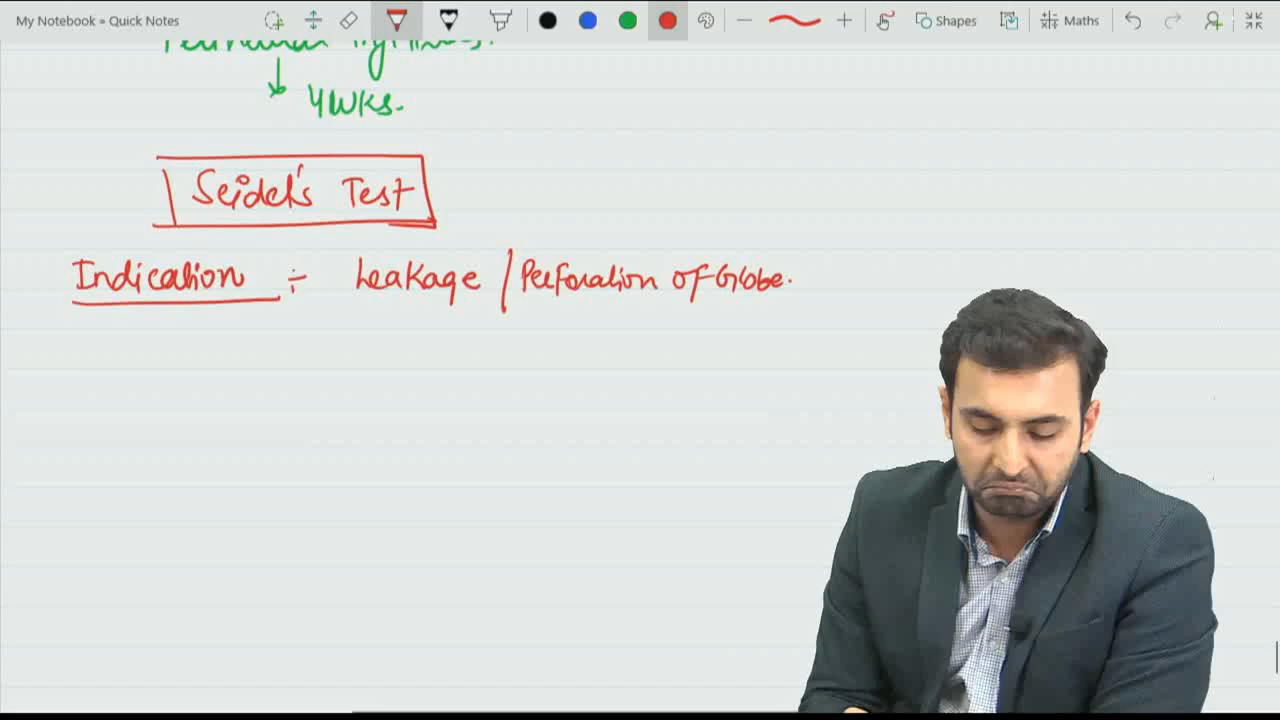 My Notebook » Quick Notes
Shapes
Maths
4WKS.
Seidel's Test
Indication ÷ Leakage / Perforation of Globe.